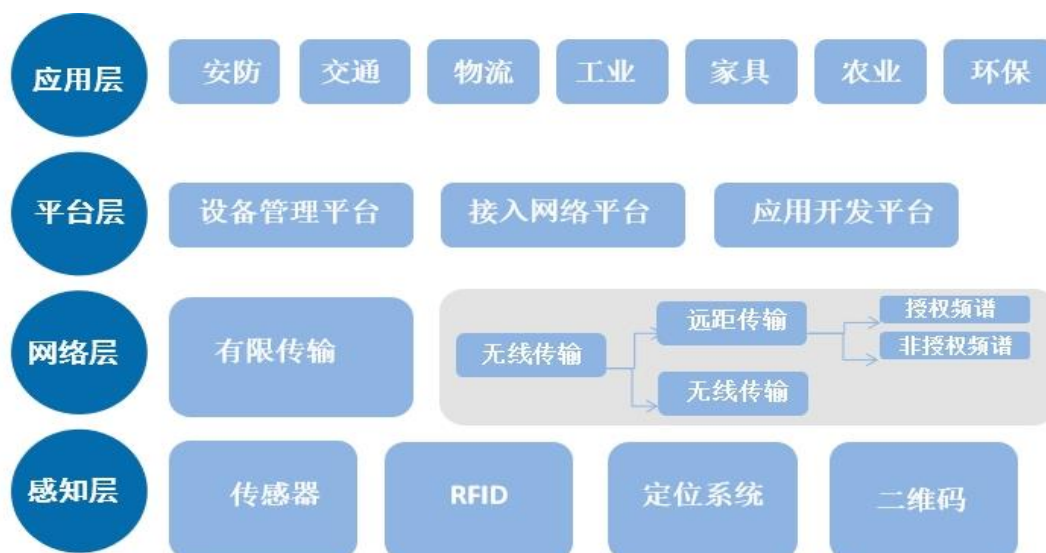 应用层
安防
交通
物流
工业
家具
农业
环保
平台层
设备管理平台
接入网络平台
应用开发平台
网络层
有限传输
无线传输
远距传输
授权频谱
非授权频谱
无线传输
感知层
传感器
RFID
定位系统
二维码